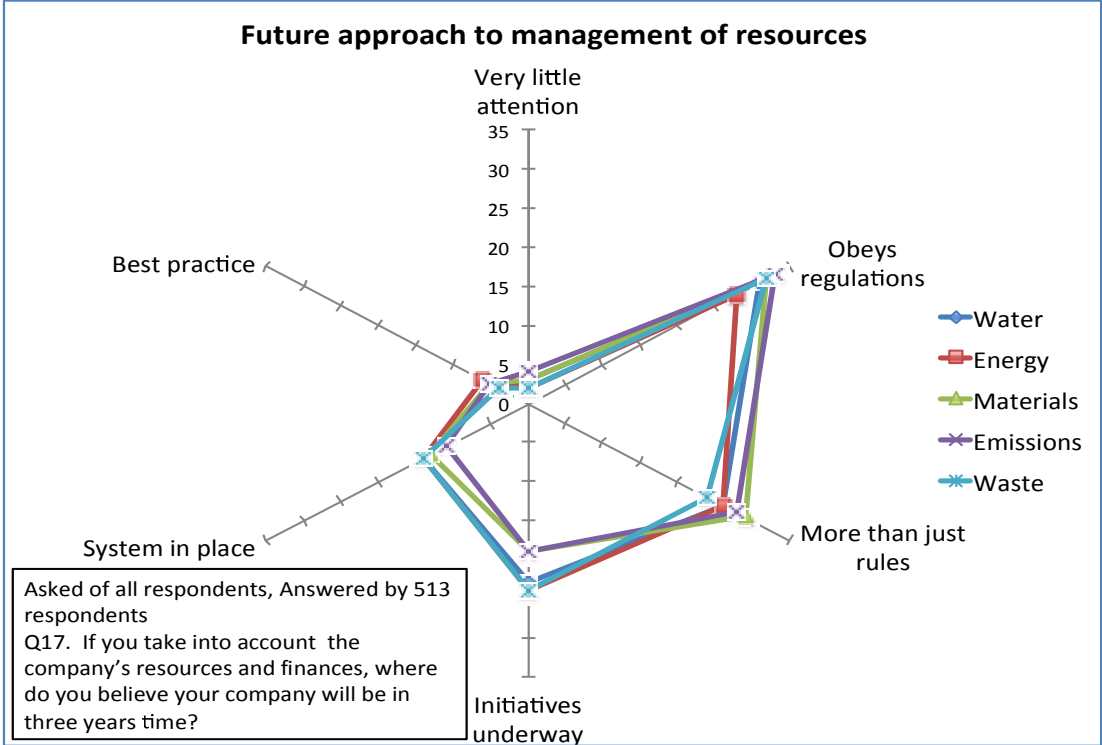 Future approach to management of resources
Very little
attention
35
30
25
20
15
10
5
0
Obeys
regulations
Best practice
Water
Energy
Materials
Emissions
Waste
More than just
rules
System in place
Initiatives
underway
Asked of all respondents, Answered by 513
respondents
Q17. If you take into account the
company's resources and finances, where
do you believe your company will be in
three years time?